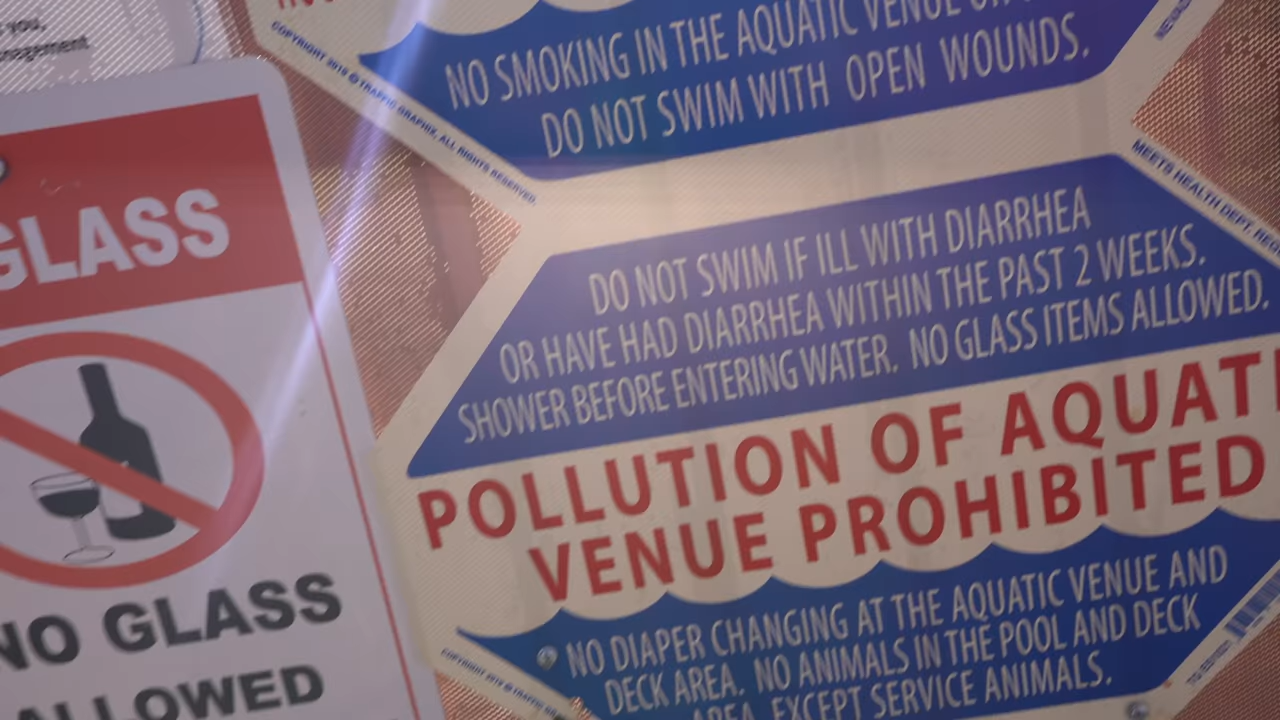 you,
NO SMOKING IN THE AQUATIC VENUE
DO NOT SWIM WITH OPEN WOUNDS.
COPYRIGHT 2018 © TRAFFIC GRAPHIX, ALL RIGHTS RESERVED.
GLASS
NO GLASS
ALLOWED
MEETS HEALTH DEPT.
DO NOT SWIM IF ILL WITH DIARRHEA
OR HAVE HAD DIARRHEA WITHIN THE PAST 2 WEEKS.
SHOWER BEFORE ENTERING WATER. NO GLASS ITEMS ALLOWED.
POLLUTION OF AQUATI
VENUE PROHIBITED
NO DIAPER CHANGING AT THE AQUATIC VENUE AND
DECK AREA. NO ANIMALS IN THE POOL AND DECK
AREA, EXCEPT SERVICE ANIMALS.
COPYRIGHT 2018 © TRAFFIC